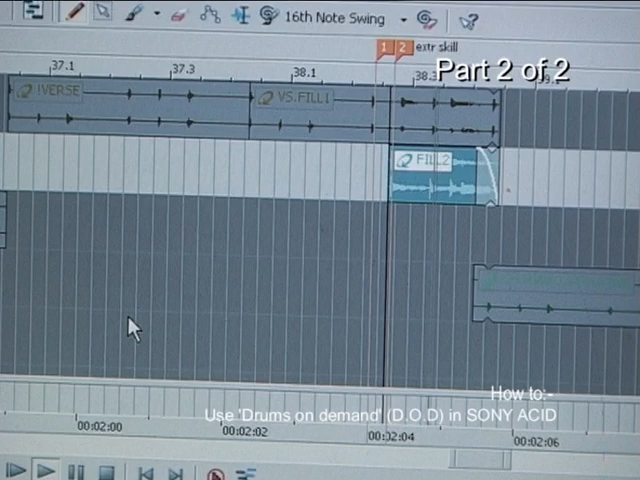 16th Note Swing
1 2 extr skill
37.1 37.3 38.1 38.3
Part 2 of 2
!VERSE VS.FILL1
FILL2
How to:-
Use 'Drums on demand' (D.O.D) in SONY ACID
00:02:00 00:02:02 00:02:04 00:02:06